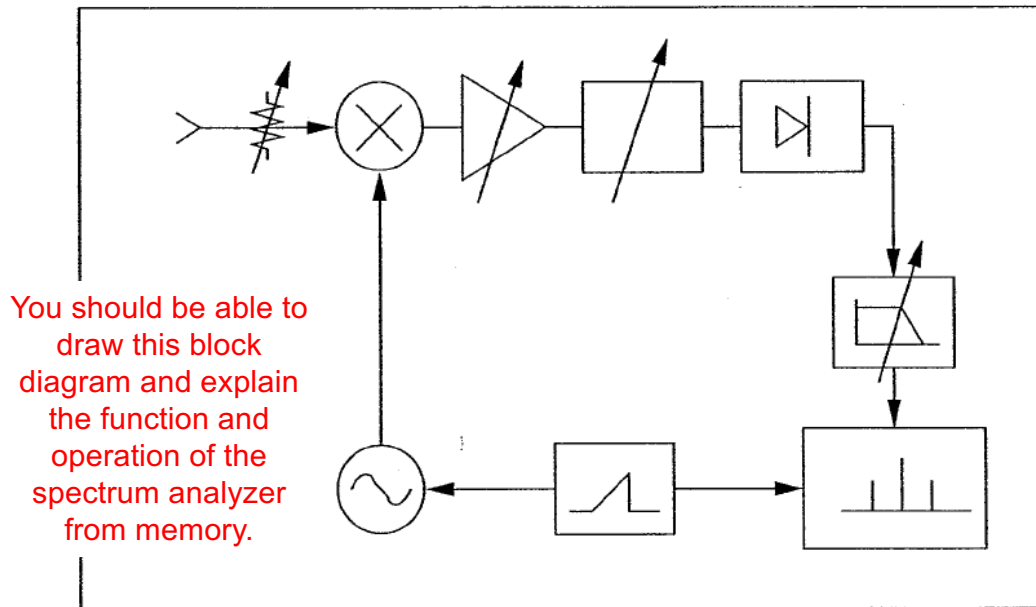 You should be able to
draw this block
diagram and explain
the function and
operation of the
spectrum analyzer
from memory.